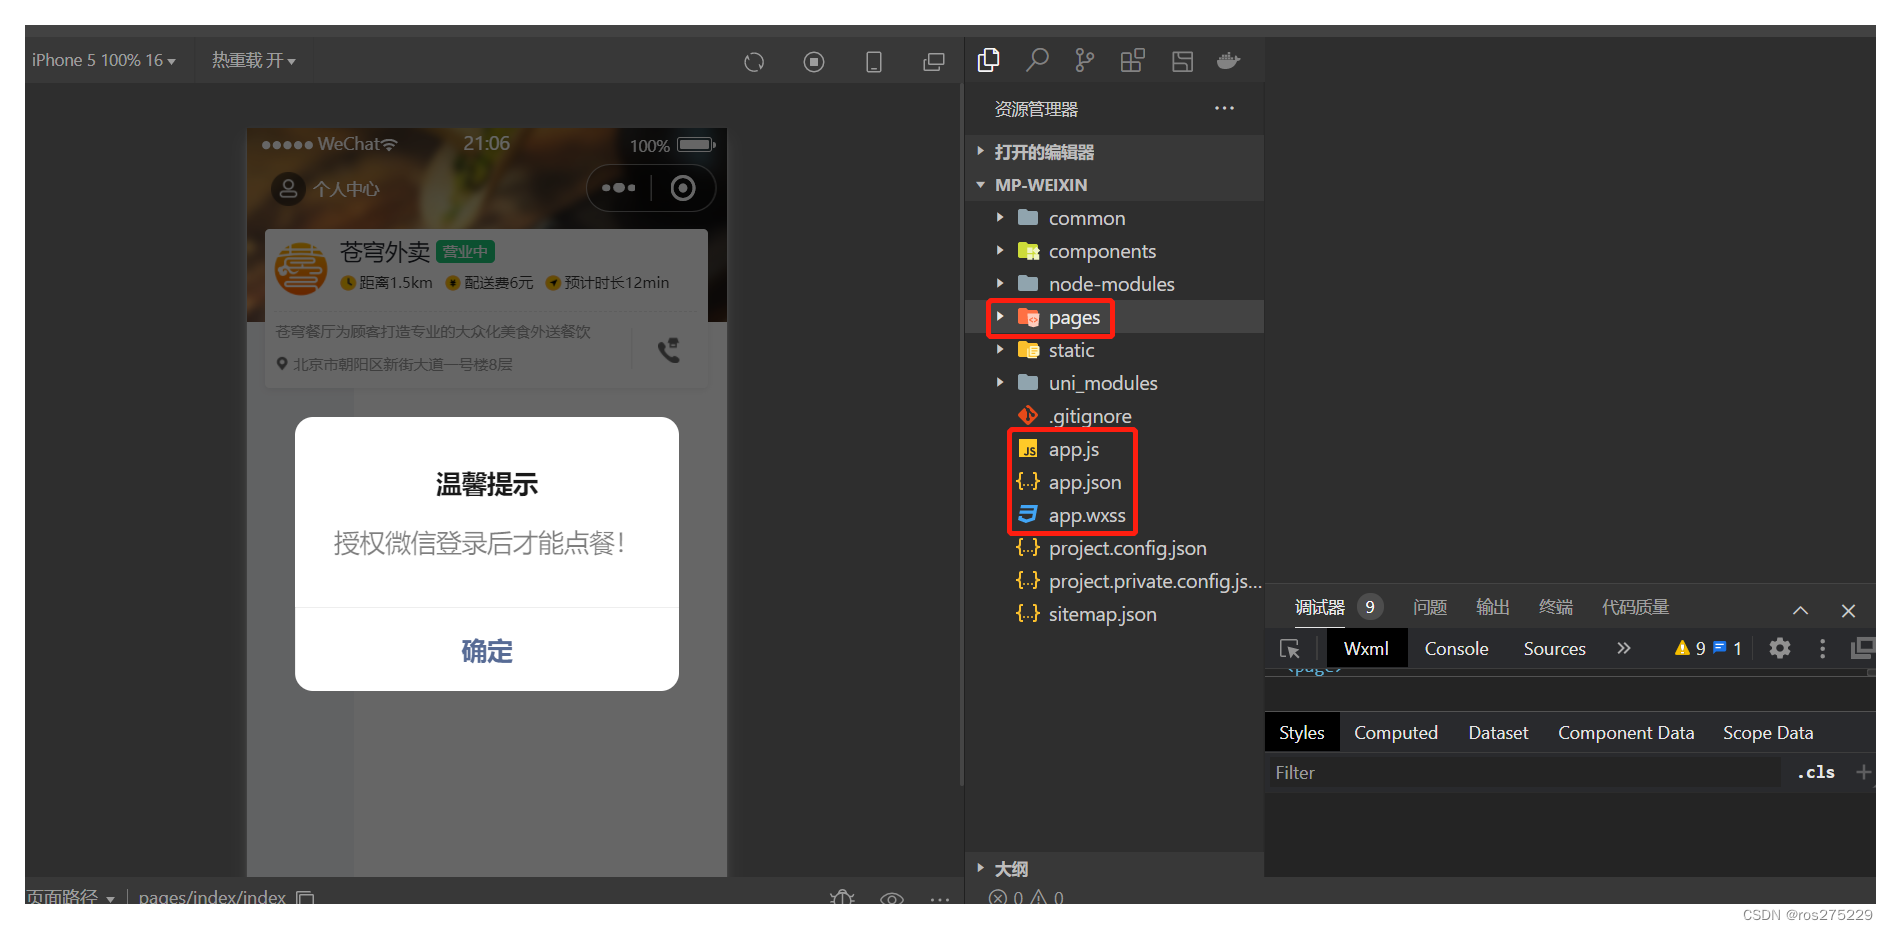 iPhone 5 100% 16
热重载 开
WeChat
21:06
100%
个人中心
苍穹外卖
营业中
距离1.5km
配送费6元
预计时长12min
苍穹餐厅为顾客打造专业的大众化美食外送餐饮
北京市朝阳区新街大道一号楼8层
温馨提示
授权微信登录后才能点餐！
确定
页面路径
pages/index/index
资源管理器
打开的编辑器
MP-WEIXIN
common
components
node-modules
pages
static
uni_modules
.gitignore
JS app.js
{..} app.json
app.wxss
{..} project.config.json
{..} project.private.config.js...
{..} sitemap.json
大纲
0 0
调试器 9 问题 输出 终端 代码质量
Wxml Console Sources » 9 1
<page>
Styles Computed Dataset Component Data Scope Data
Filter .cls +
CSDN @ros275229